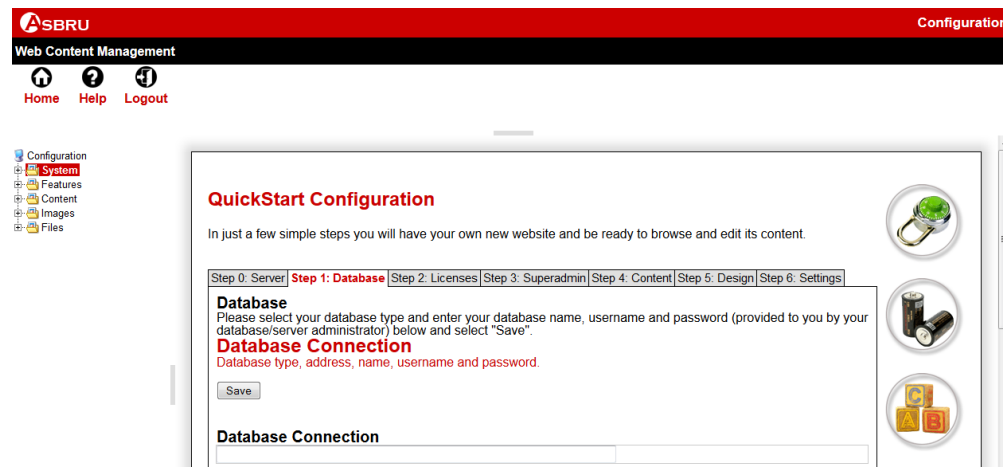 ASBRU
Configuration
Web Content Management
Home Help Logout
Configuration
System
Features
Content
Images
Files
QuickStart Configuration
In just a few simple steps you will have your own new website and be ready to browse and edit its content.
Step 0: Server Step 1: Database Step 2: Licenses Step 3: Superadmin Step 4: Content Step 5: Design Step 6: Settings
Database
Please select your database type and enter your database name, username and password (provided to you by your
database/server administrator) below and select "Save".
Database Connection
Database type, address, name, username and password.
Save
Database Connection
C
A B